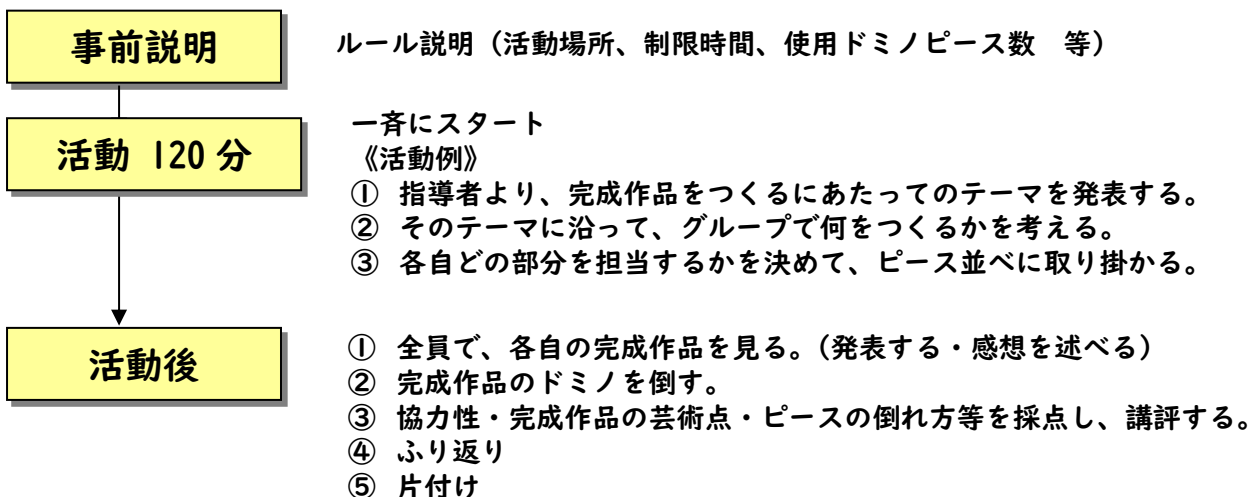 事前説明
ルール説明（活動場所、制限時間、使用ドミノピース数　等）
活動 120 分
一斉にスタート
《活動例》
① 指導者より、完成作品をつくるにあたってのテーマを発表する。
② そのテーマに沿って、グループで何をつくるかを考える。
③ 各自どの部分を担当するかを決めて、ピース並べに取り掛かる。
活動後
① 全員で、各自の完成作品を見る。（発表する・感想を述べる）
② 完成作品のドミノを倒す。
③ 協力性・完成作品の芸術点・ピースの倒れ方等を採点し、講評する。
④ ふり返り
⑤ 片付け